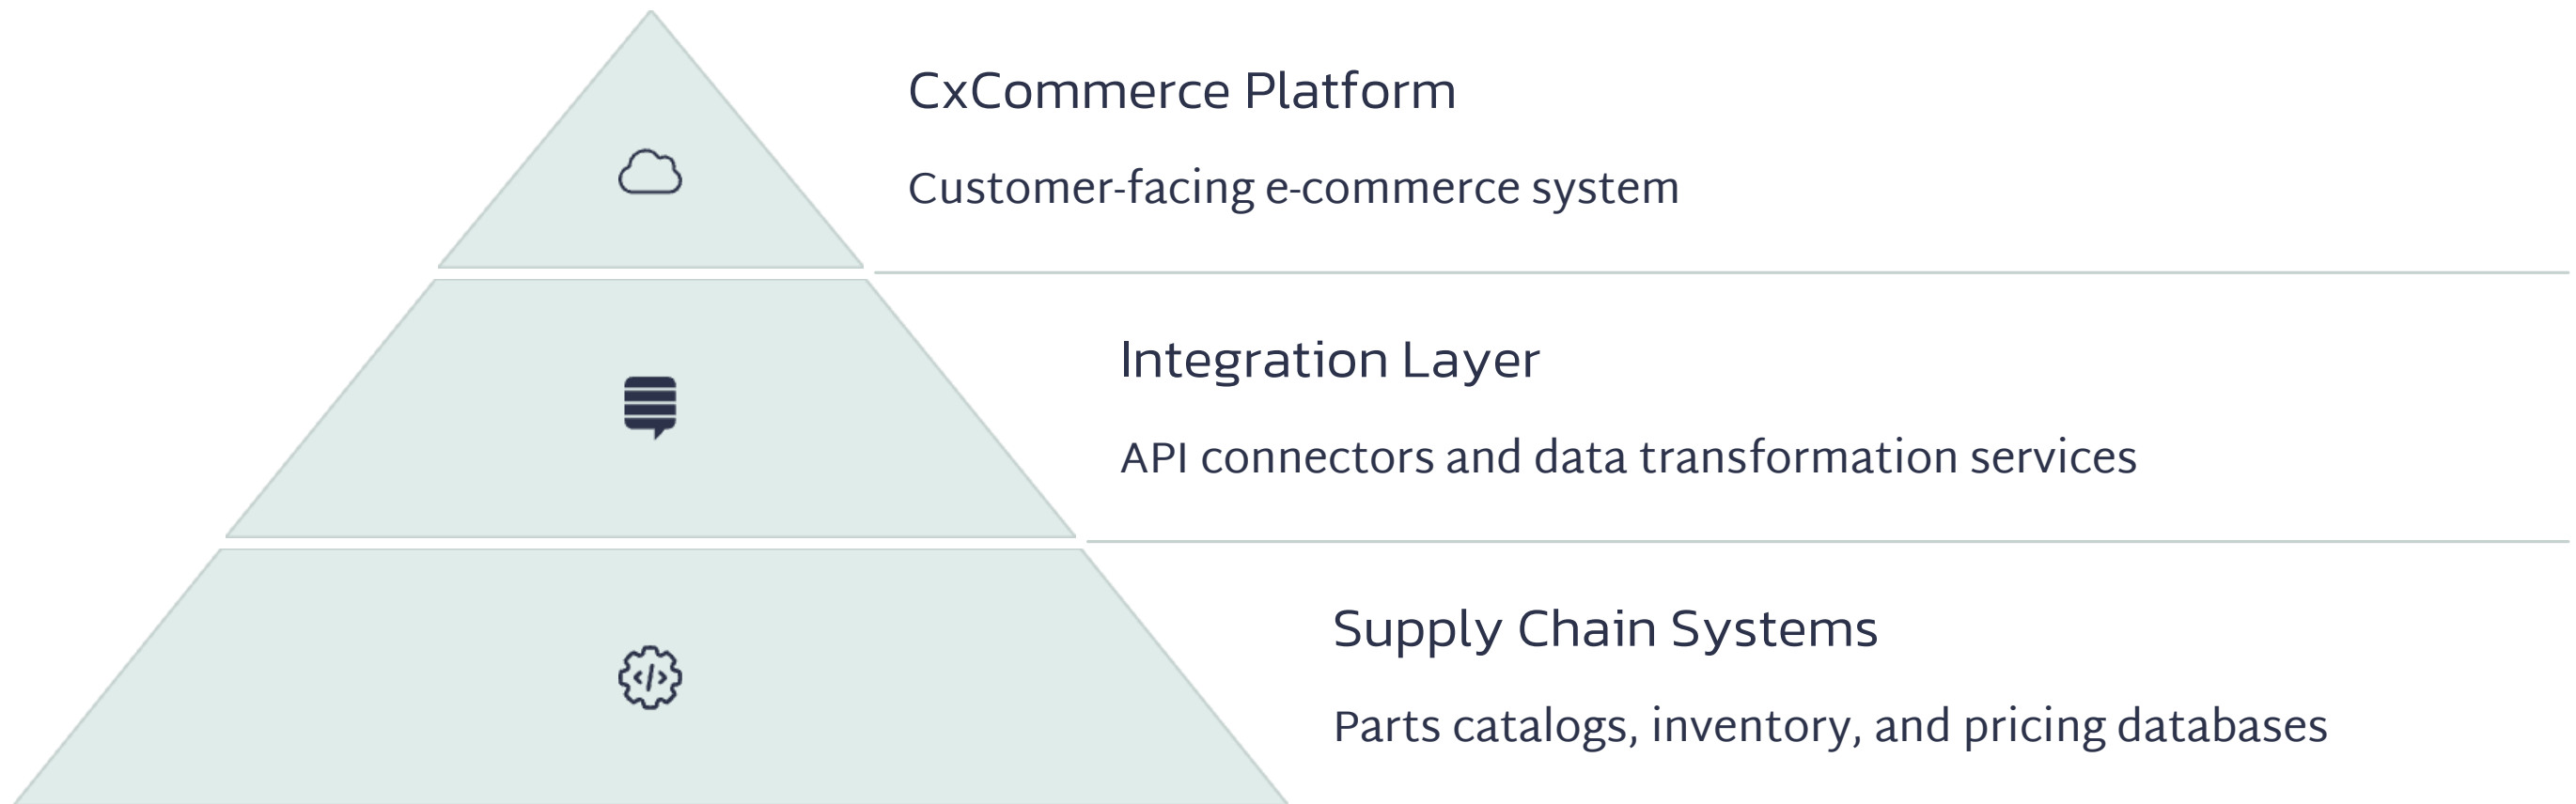 CxCommerce Platform
Customer-facing e-commerce system
Integration Layer
API connectors and data transformation services
Supply Chain Systems
Parts catalogs, inventory, and pricing databases